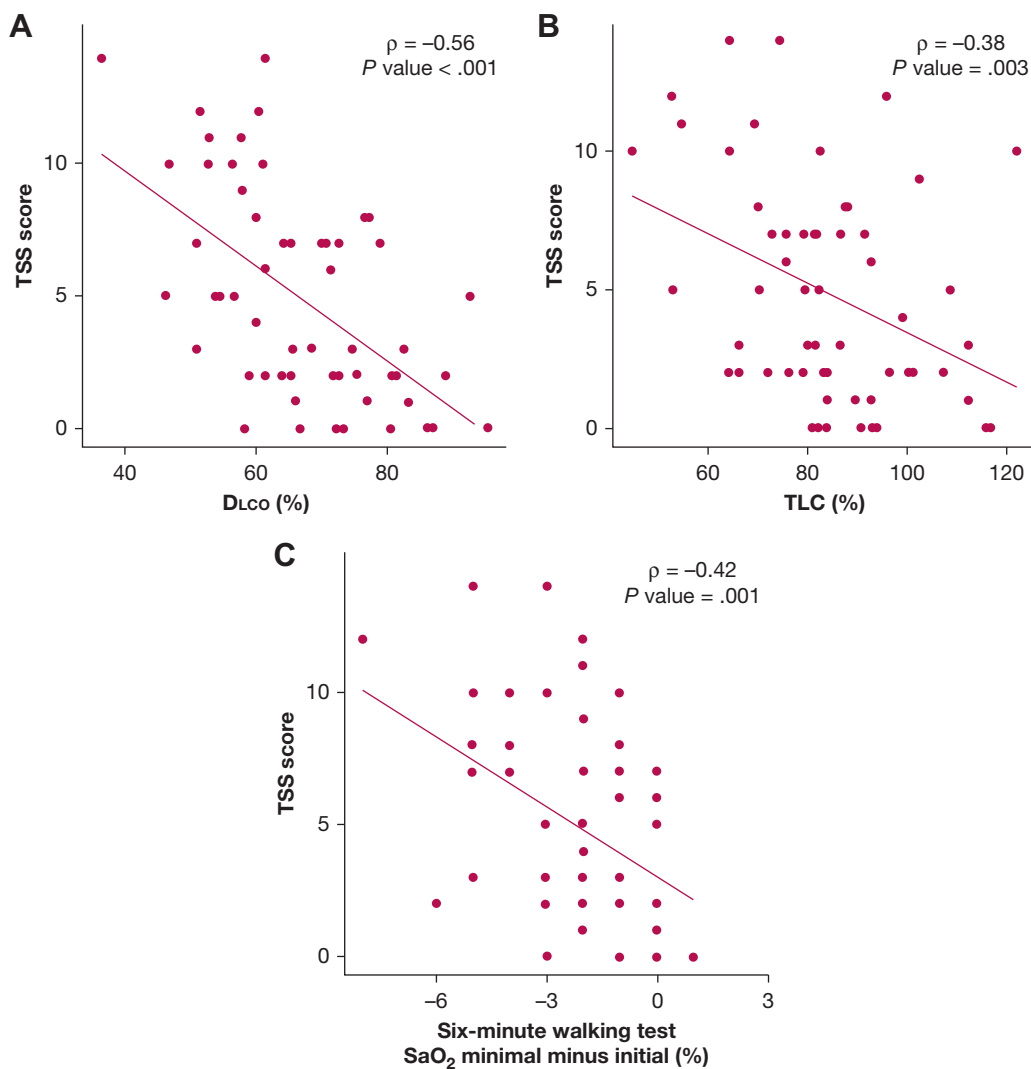 A
ρ = –0.56
P value < .001
TSS score
10
5
0
40
60
80
DLCO (%)
B
ρ = –0.38
P value = .003
TSS score
10
5
0
60
80
100
120
TLC (%)
C
ρ = –0.42
P value = .001
TSS score
10
5
0
–6
–3
0
3
Six-minute walking test
SaO₂ minimal minus initial (%)